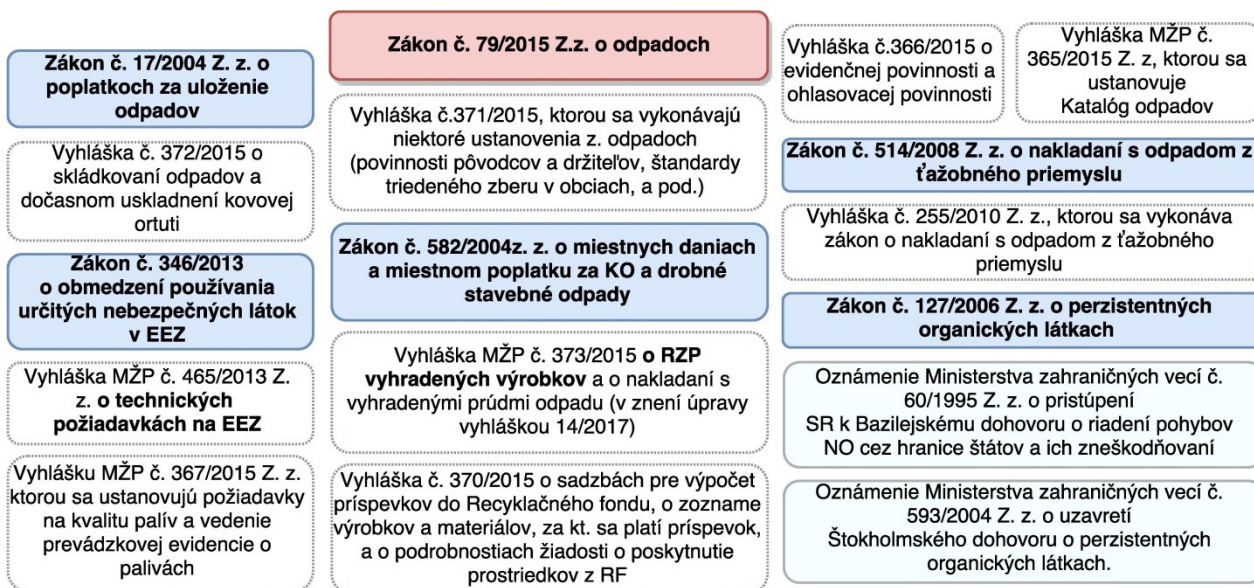 Zákon č. 17/2004 Z. z. o
poplatkoch za uloženie
odpadov
Vyhláška č. 372/2015 o
skládkovaní odpadov a
dočasnom uskladnení kovovej
ortuti
Zákon č. 346/2013
o obmedzení používania
určitých nebezpečných látok
v EEZ
Vyhláška MŽP č. 465/2013 Z.
z. o technických
požiadavkách na EEZ
Vyhlášku MŽP č. 367/2015 Z. z.
ktorou sa ustanovujú požiadavky
na kvalitu palív a vedenie
prevádzkovej evidencie o
palivách
Zákon č. 79/2015 Z.z. o odpadoch
Vyhláška č.371/2015, ktorou sa vykonávajú
niektoré ustanovenia z. odpadoch
(povinnosti pôvodcov a držiteľov, štandardy
triedeného zberu v obciach, a pod.)
Zákon č. 582/2004z. z. o miestnych daniach
a miestnom poplatku za KO a drobné
stavebné odpady
Vyhláška MŽP č. 373/2015 o RZP
vyhradených výrobkov a o nakladaní s
vyhradenými prúdmi odpadu (v znení úpravy
vyhláškou 14/2017)
Vyhláška č. 370/2015 o sadzbách pre výpočet
príspevkov do Recyklačného fondu, o zozname
výrobkov a materiálov, za kt. sa platí príspevok,
a o podrobnostiach žiadosti o poskytnutie
prostriedkov z RF
Vyhláška č.366/2015 o
evidenčnej povinnosti a
ohlasovacej povinnosti
Vyhláška MŽP č.
365/2015 Z. z, ktorou sa
ustanovuje
Katalóg odpadov
Zákon č. 514/2008 Z. z. o nakladaní s odpadom z
ťažobného priemyslu
Vyhláška č. 255/2010 Z. z., ktorou sa vykonáva
zákon o nakladaní s odpadom z ťažobného
priemyslu
Zákon č. 127/2006 Z. z. o perzistentných
organických látkach
Oznámenie Ministerstva zahraničných vecí č.
60/1995 Z. z. o pristúpení
SR k Bazilejskému dohovoru o riadení pohybov
NO cez hranice štátov a ich zneškodňovaní
Oznámenie Ministerstva zahraničných vecí č.
593/2004 Z. z. o uzavretí
Štokholmského dohovoru o perzistentných
organických látkach.